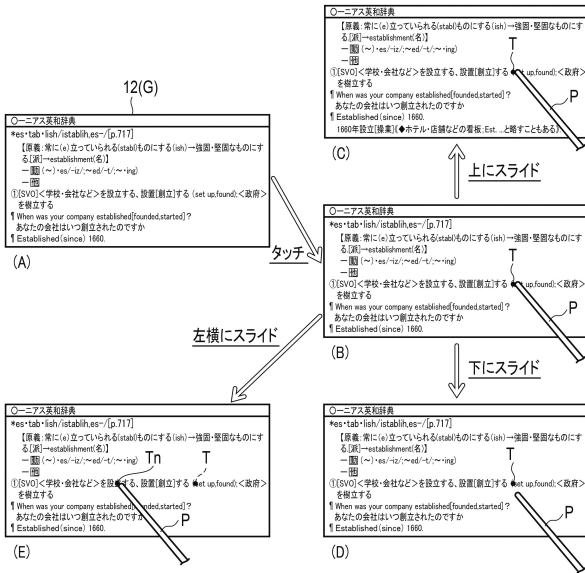 12(G)
○ーニアス英和辞典
*es・tab・lish/istablih,es-/[p.717]
【原義:常に(e)立っていられる(stabl)ものにする(ish)→強固・堅固なものにす
る.[派]→establishment(名)】
ー動 (~)・es/-iz/;~ed/-t/;~・ing)
ー他
①[SVO]<学校・会社など>を設立する、設置[創立]する (set up,found);<政府>
を樹立する
¶ When was your company established[founded,started]?
あなたの会社はいつ創立されたのですか
¶ Established(since) 1660.
(A)
タッチ
○ーニアス英和辞典
【原義:常に(e)立っていられる(stabl)ものにする(ish)→強固・堅固なものにす
る.[派]→establishment(名)】
ー動 (~)・es/-iz/;~ed/-t/;~・ing)
ー他
T
①[SVO]<学校・会社など>を設立する、設置[創立]する t up,found);<政府>
を樹立する
P
¶ When was your company established[founded,started]?
あなたの会社はいつ創立されたのですか
¶ Established(since) 1660.
1660年設立[操業]《◆ホテル・店舗などの看板;Est. …と略すこともある》
(C)
上にスライド
○ーニアス英和辞典
*es・tab・lish/istablih,es-/[p.717]
【原義:常に(e)立っていられる(stabl)ものにする(ish)→強固・堅固なものにす
る.[派]→establishment(名)】
ー動 (~)・es/-iz/;~ed/-t/;~・ing)
ー他
T
①[SVO]<学校・会社など>を設立する、設置[創立]する t up,found);<政府>
を樹立する
P
¶ When was your company established[founded,started]?
あなたの会社はいつ創立されたのですか
¶ Established(since) 1660.
(B)
左横にスライド
下にスライド
○ーニアス英和辞典
*es・tab・lish/istablih,es-/[p.717]
【原義:常に(e)立っていられる(stabl)ものにする(ish)→強固・堅固なものにす
る.[派]→establishment(名)】
ー動 (~)・es/-iz/;~ed/-t/;~・ing)
ー他
Tn
T
①[SVO]<学校・会社など>を設 する、設置[創立]する set up,found);<政府>
を樹立する
P
¶ When was your company established[ nded,started]?
あなたの会社はいつ創立されたのですか
¶ Established(since) 1660.
(E)
○ーニアス英和辞典
*es・tab・lish/istablih,es-/[p.717]
【原義:常に(e)立っていられる(stabl)ものにする(ish)→強固・堅固なものにす
る.[派]→establishment(名)】
ー動 (~)・es/-iz/;~ed/-t/;~・ing)
ー他
T
①[SVO]<学校・会社など>を設立する、設置[創立]する set up,found);<政府>
を樹立する
P
¶ When was your company established[founded,started]?
あなたの会社はいつ創立されたのですか
¶ Established(since) 1660.
(D)